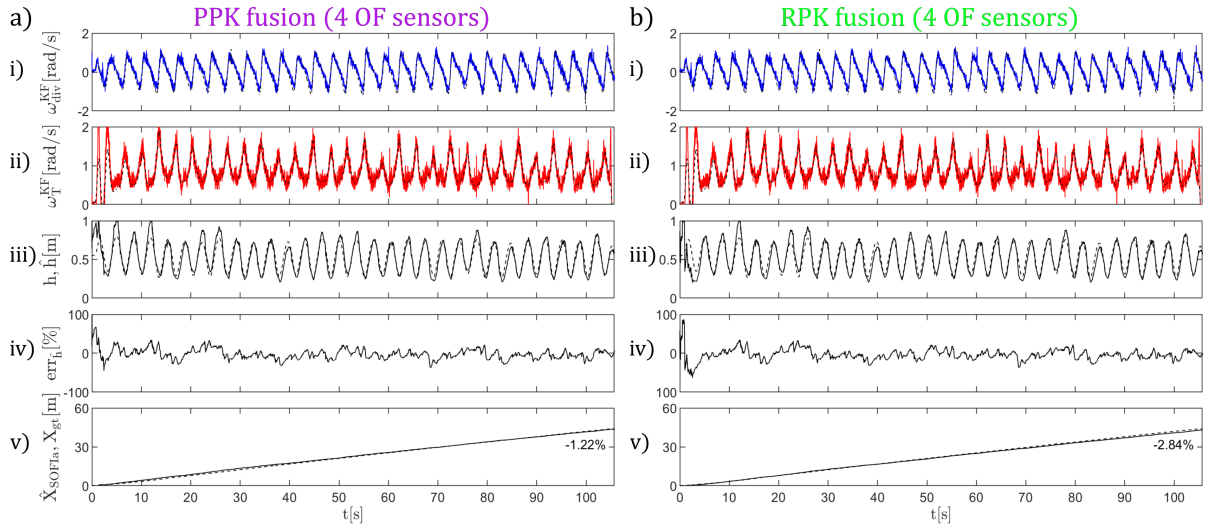 a) PPK fusion (4 OF sensors)
i) ω_div^KF [rad/s]
2
0
-2
ii) ω_T^KF [rad/s]
2
1
0
iii) h, ĥ[m]
1
0.5
0
iv) err_ĥ[%]
100
0
-100
v) X̂_SOFIa, X_gt [m]
60
30
0
-1.22%
0 10 20 30 40 50 60 70 80 90 100
t[s]
b) RPK fusion (4 OF sensors)
i)
2
0
-2
ii)
2
1
0
iii)
1
0.5
0
iv)
100
0
100
v)
60
30
0
-2.84%
0 10 20 30 40 50 60 70 80 90 100
t[s]